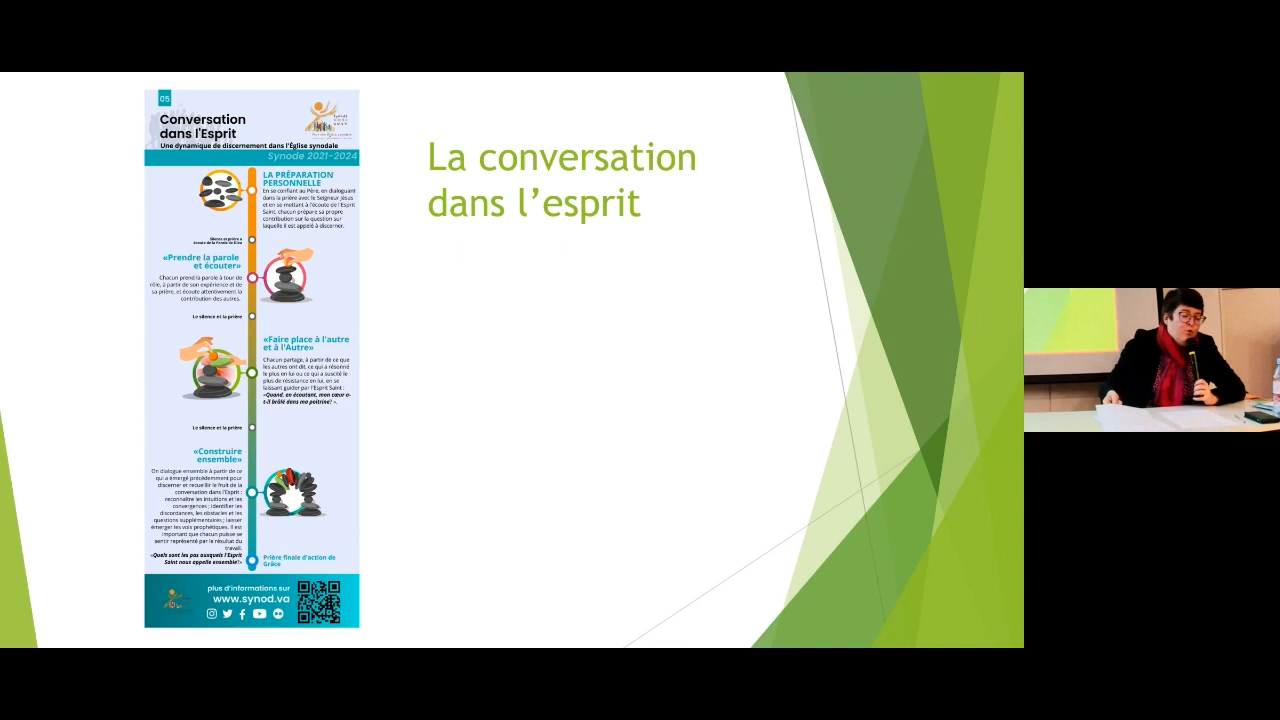 05
Conversation
dans l'Esprit
Une dynamique de discernement dans l'Église synodale
Synode 2021-2024
LA PRÉPARATION
PERSONNELLE
En se confiant au Père, en dialoguant
dans la prière avec le Seigneur Jésus
et en se mettant à l'écoute de l'Esprit
Saint, chacun prépare sa propre
contribution sur la question sur
laquelle il est appelé à discerner.
Silence et prière a
écoute de la Parole de Dieu
«Prendre la parole
et écouter»
Chacun prend la parole à tour de
rôle, à partir de son expérience et de
sa prière, et écoute attentivement la
contribution des autres.
Le silence et la prière
«Faire place à l'autre
et à l'Autre»
Chacun partage, à partir de ce que
les autres ont dit, ce qui a résonné
le plus en lui ou ce qui a suscité le
plus de résistance en lui, en se
laissant guider par l'Esprit Saint :
«Quand, en écoutant, mon cœur a-
t-il brûlé dans ma poitrine? ».
Le silence et la prière
«Construire
ensemble»
On dialogue ensemble à partir de ce
qui a émergé précédemment pour
discerner et recueillir le fruit de la
conversation dans l'Esprit :
reconnaître les intuitions et les
convergences ; identifier les
discordances, les obstacles et les
questions supplémentaires ; laisser
émerger les voix prophétiques. Il est
important que chacun puisse se
sentir représenté par le résultat du
travail.
«Quels sont les pas auxquels l'Esprit
Saint nous appelle ensemble?»
Prière finale d'action de
Grâce
plus d'informations sur
www.synod.va
La conversation
dans l’esprit